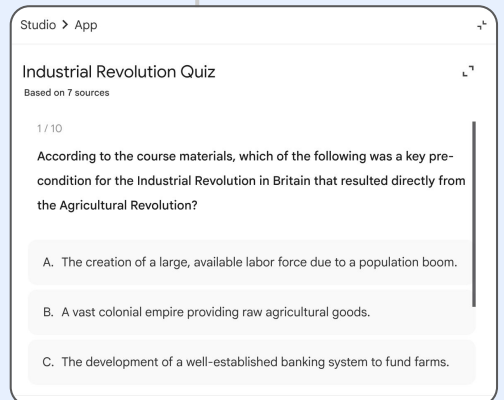 Studio > App
Industrial Revolution Quiz
Based on 7 sources
1 / 10
According to the course materials, which of the following was a key pre-
condition for the Industrial Revolution in Britain that resulted directly from
the Agricultural Revolution?
A. The creation of a large, available labor force due to a population boom.
B. A vast colonial empire providing raw agricultural goods.
C. The development of a well-established banking system to fund farms.